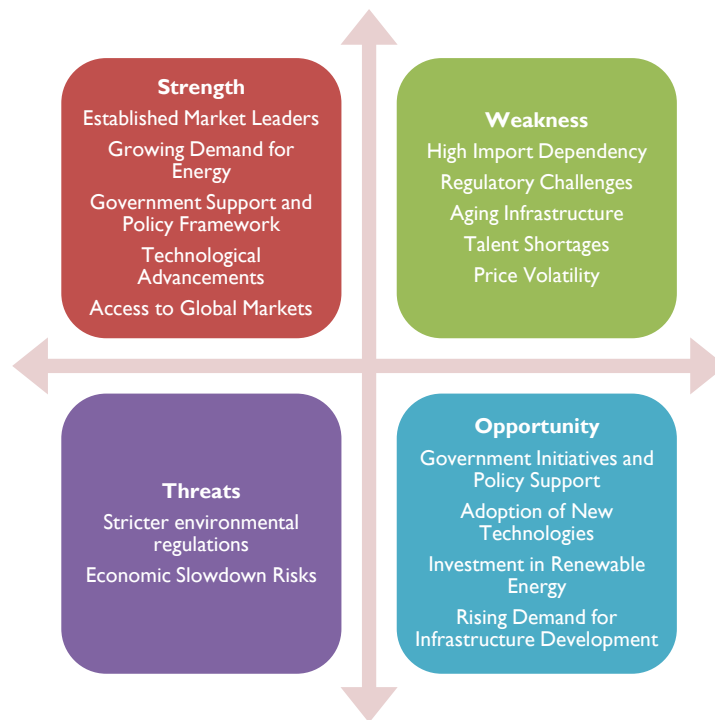 Strength
Established Market Leaders
Growing Demand for
Energy
Government Support and
Policy Framework
Technological
Advancements
Access to Global Markets
Weakness
High Import Dependency
Regulatory Challenges
Aging Infrastructure
Talent Shortages
Price Volatility
Threats
Stricter environmental
regulations
Economic Slowdown Risks
Opportunity
Government Initiatives and
Policy Support
Adoption of New
Technologies
Investment in Renewable
Energy
Rising Demand for
Infrastructure Development